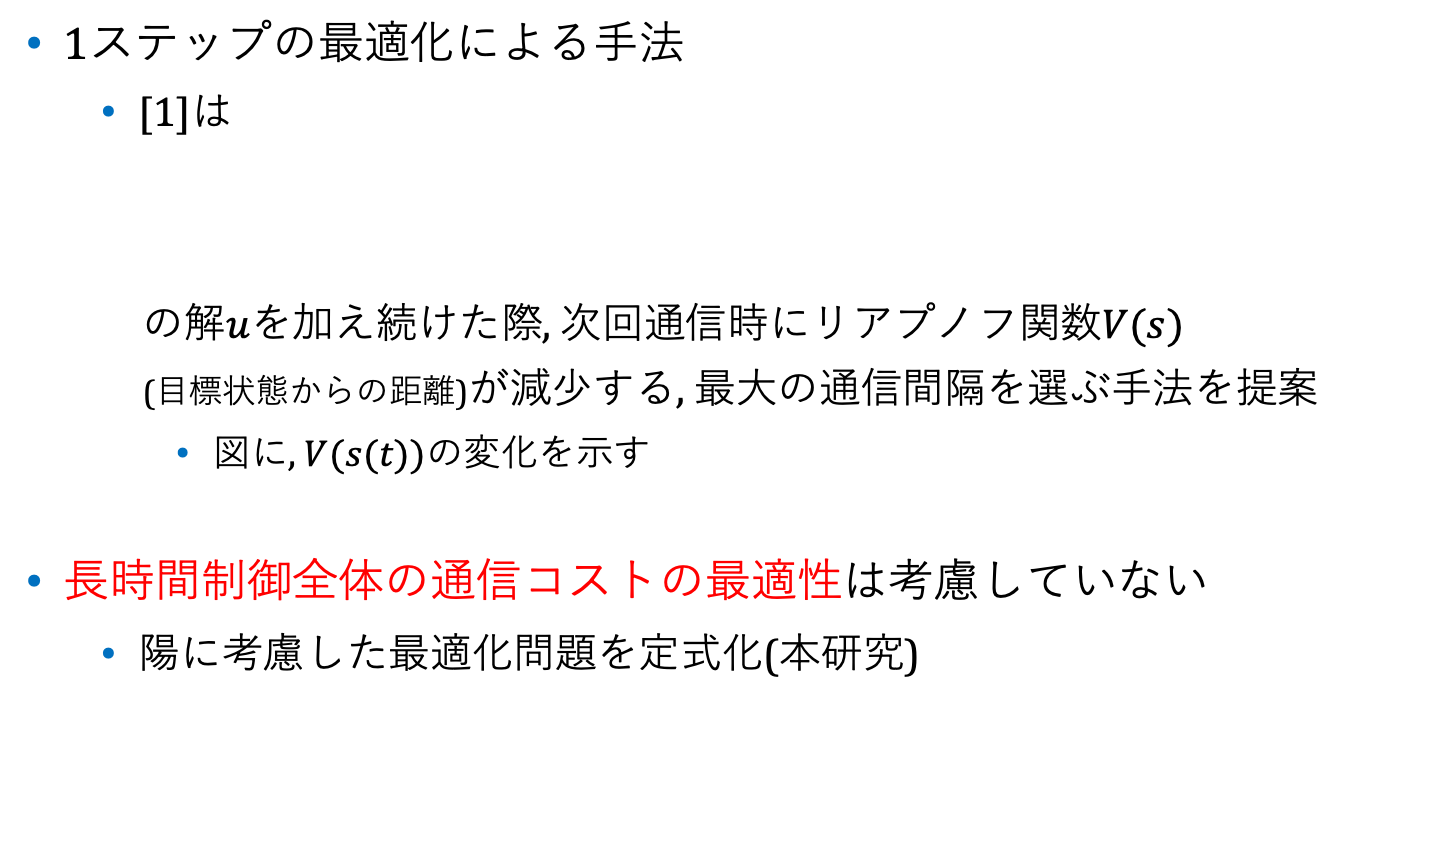 • 1ステップの最適化による手法
• [1]は
の解uを加え続けた際, 次回通信時にリアプノフ関数V(s)
(目標状態からの距離)が減少する, 最大の通信間隔を選ぶ手法を提案
• 図に, V(s(t))の変化を示す
• 長時間制御全体の通信コストの最適性は考慮していない
• 陽に考慮した最適化問題を定式化(本研究)